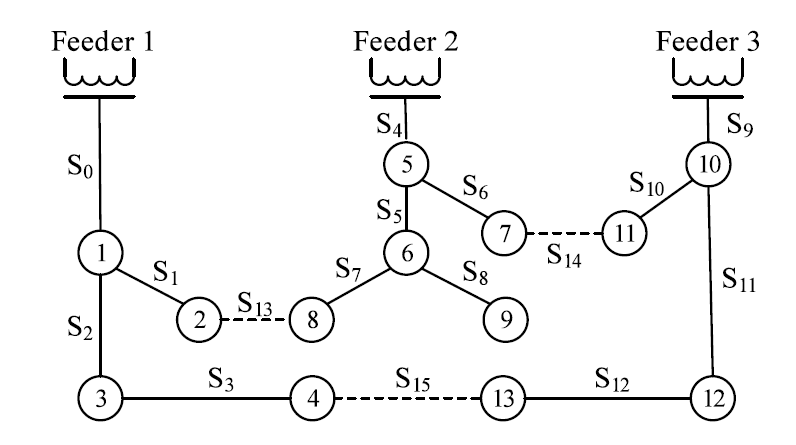 Feeder 1 Feeder 2 Feeder 3
S4 S9
S0 5 10
S6 S10
S5
7 11
1 6 S14
S1 S7 S8 S11
S13
2 8 9
S2
S3 S15 S12
3 4 13 12